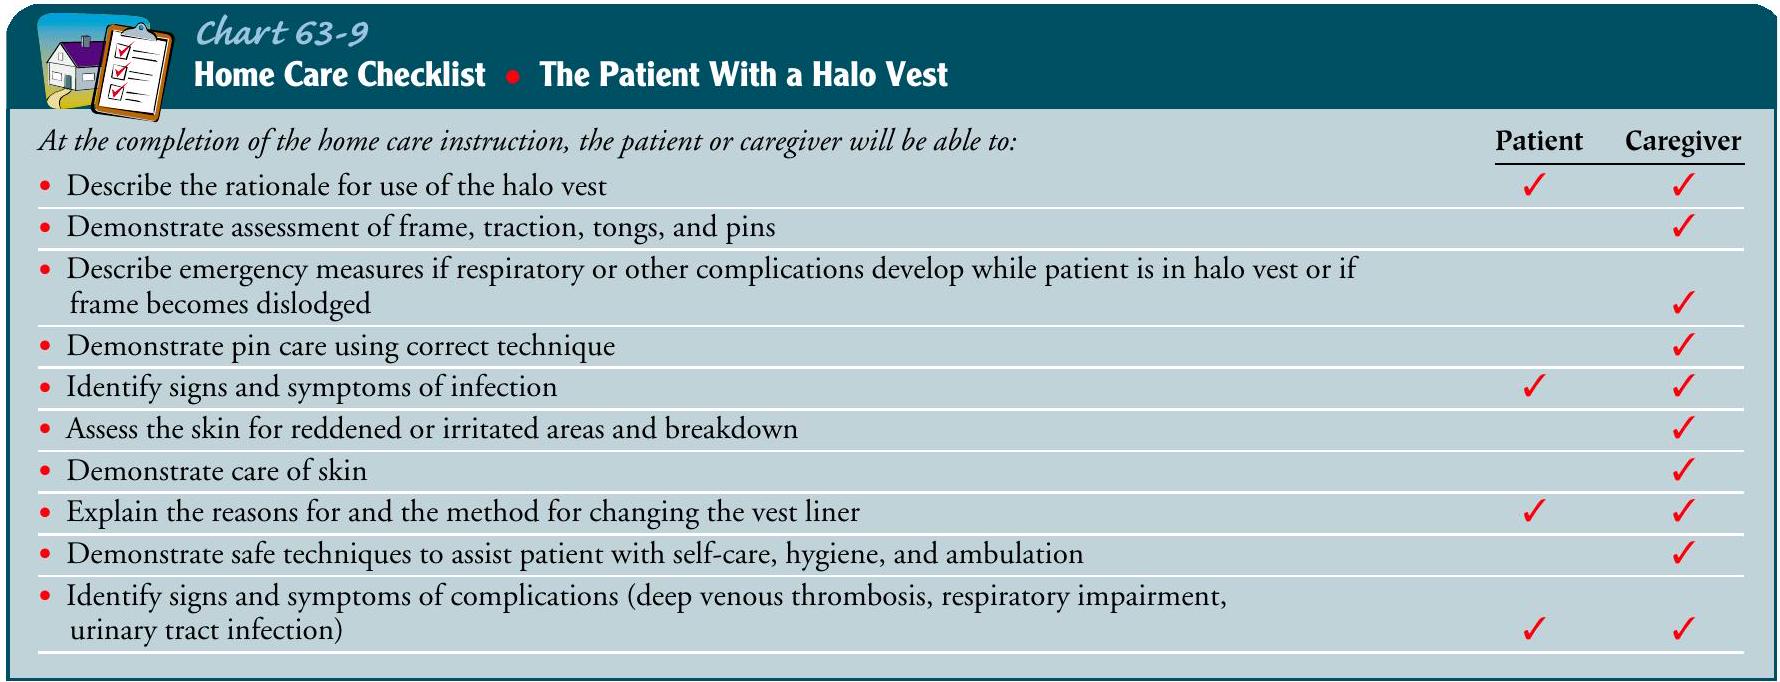 Chart 63-9
Home Care Checklist • The Patient With a Halo Vest
At the completion of the home care instruction, the patient or caregiver will be able to: Patient Caregiver
• Describe the rationale for use of the halo vest ✓ ✓
• Demonstrate assessment of frame, traction, tongs, and pins ✓
• Describe emergency measures if respiratory or other complications develop while patient is in halo vest or if
frame becomes dislodged ✓
• Demonstrate pin care using correct technique ✓
• Identify signs and symptoms of infection ✓ ✓
• Assess the skin for reddened or irritated areas and breakdown ✓
• Demonstrate care of skin ✓
• Explain the reasons for and the method for changing the vest liner ✓ ✓
• Demonstrate safe techniques to assist patient with self-care, hygiene, and ambulation ✓
• Identify signs and symptoms of complications (deep venous thrombosis, respiratory impairment,
urinary tract infection) ✓ ✓